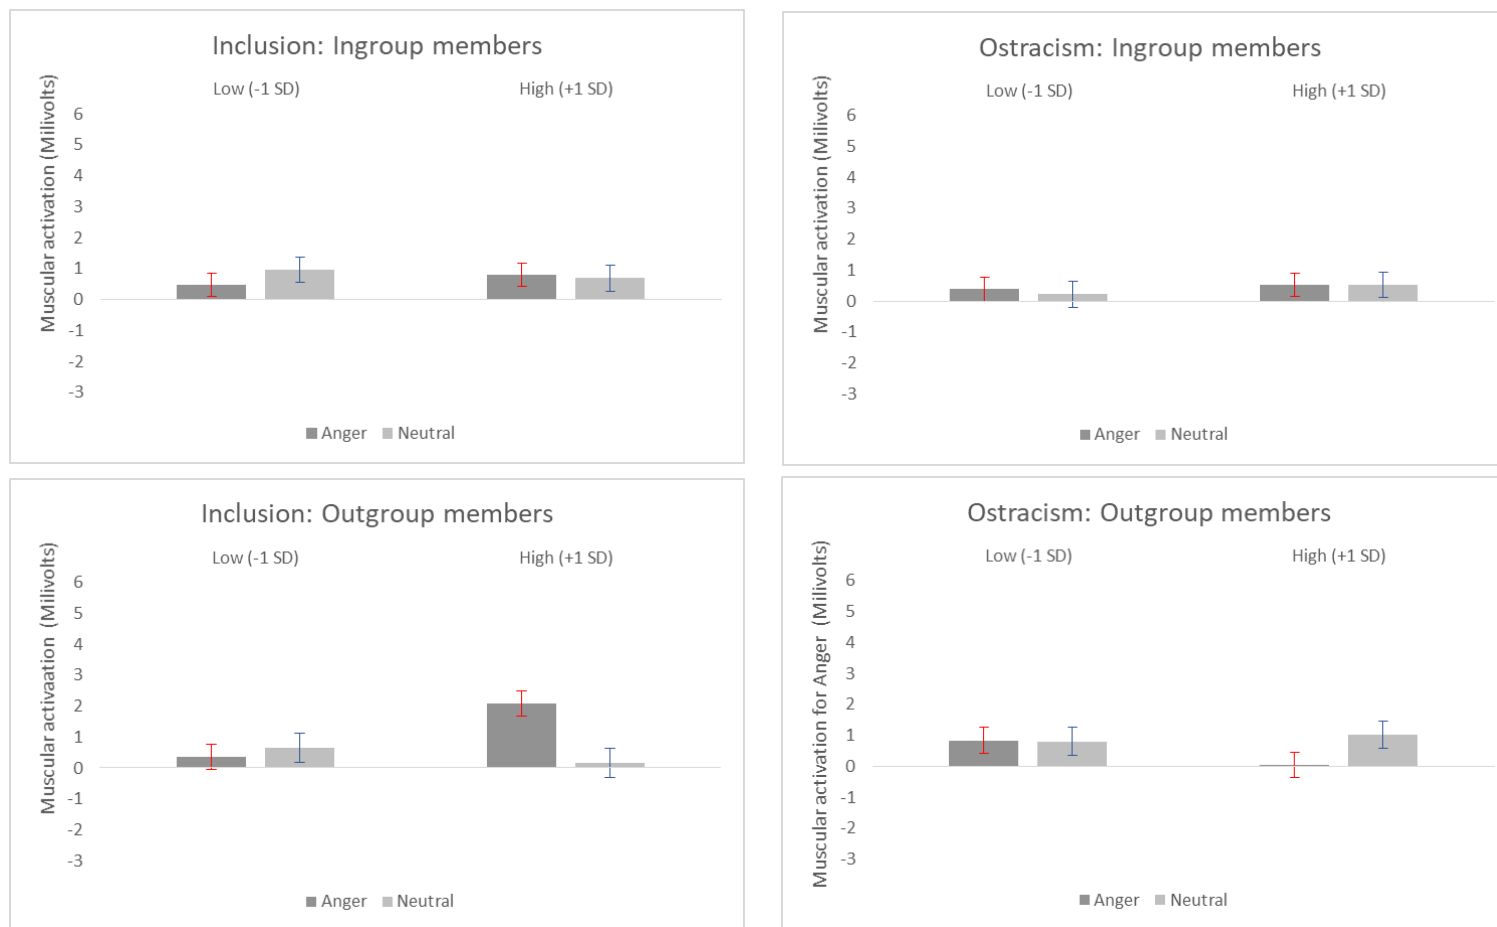 Inclusion: Ingroup members
Low (-1 SD) High (+1 SD)
Muscular activation (Milivolts)
6
5
4
3
2
1
0
-1
-2
-3
Anger Neutral
Ostracism: Ingroup members
Low (-1 SD) High (+1 SD)
Muscular activation (Milivolts)
6
5
4
3
2
1
0
-1
-2
-3
Anger Neutral
Inclusion: Outgroup members
Low (-1 SD) High (+1 SD)
Muscular activaation (Milivolts)
6
5
4
3
2
1
0
-1
-2
-3
Anger Neutral
Ostracism: Outgroup members
Low (-1 SD) High (+1 SD)
Muscular activation for Anger (Milivolts)
6
5
4
3
2
1
0
-1
-2
-3
Anger Neutral